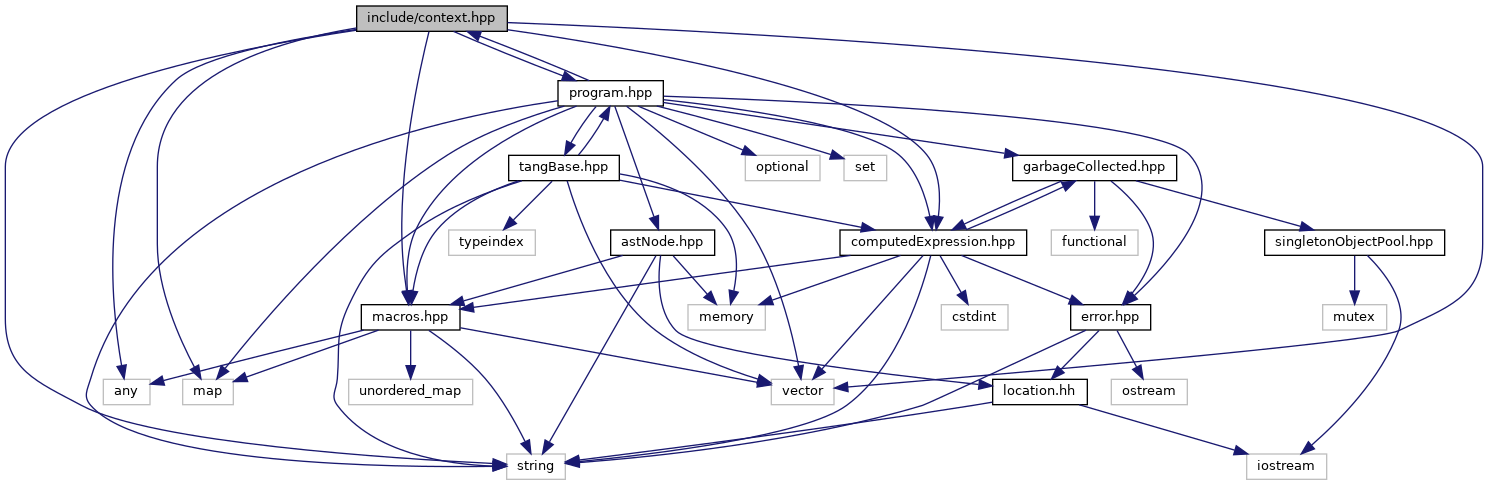 include/context.hpp
program.hpp
tangBase.hpp
optional
set
garbageCollected.hpp
typeindex
astNode.hpp
computedExpression.hpp
functional
singletonObjectPool.hpp
macros.hpp
memory
cstdint
error.hpp
mutex
any
map
unordered_map
vector
location.hh
ostream
string
iostream